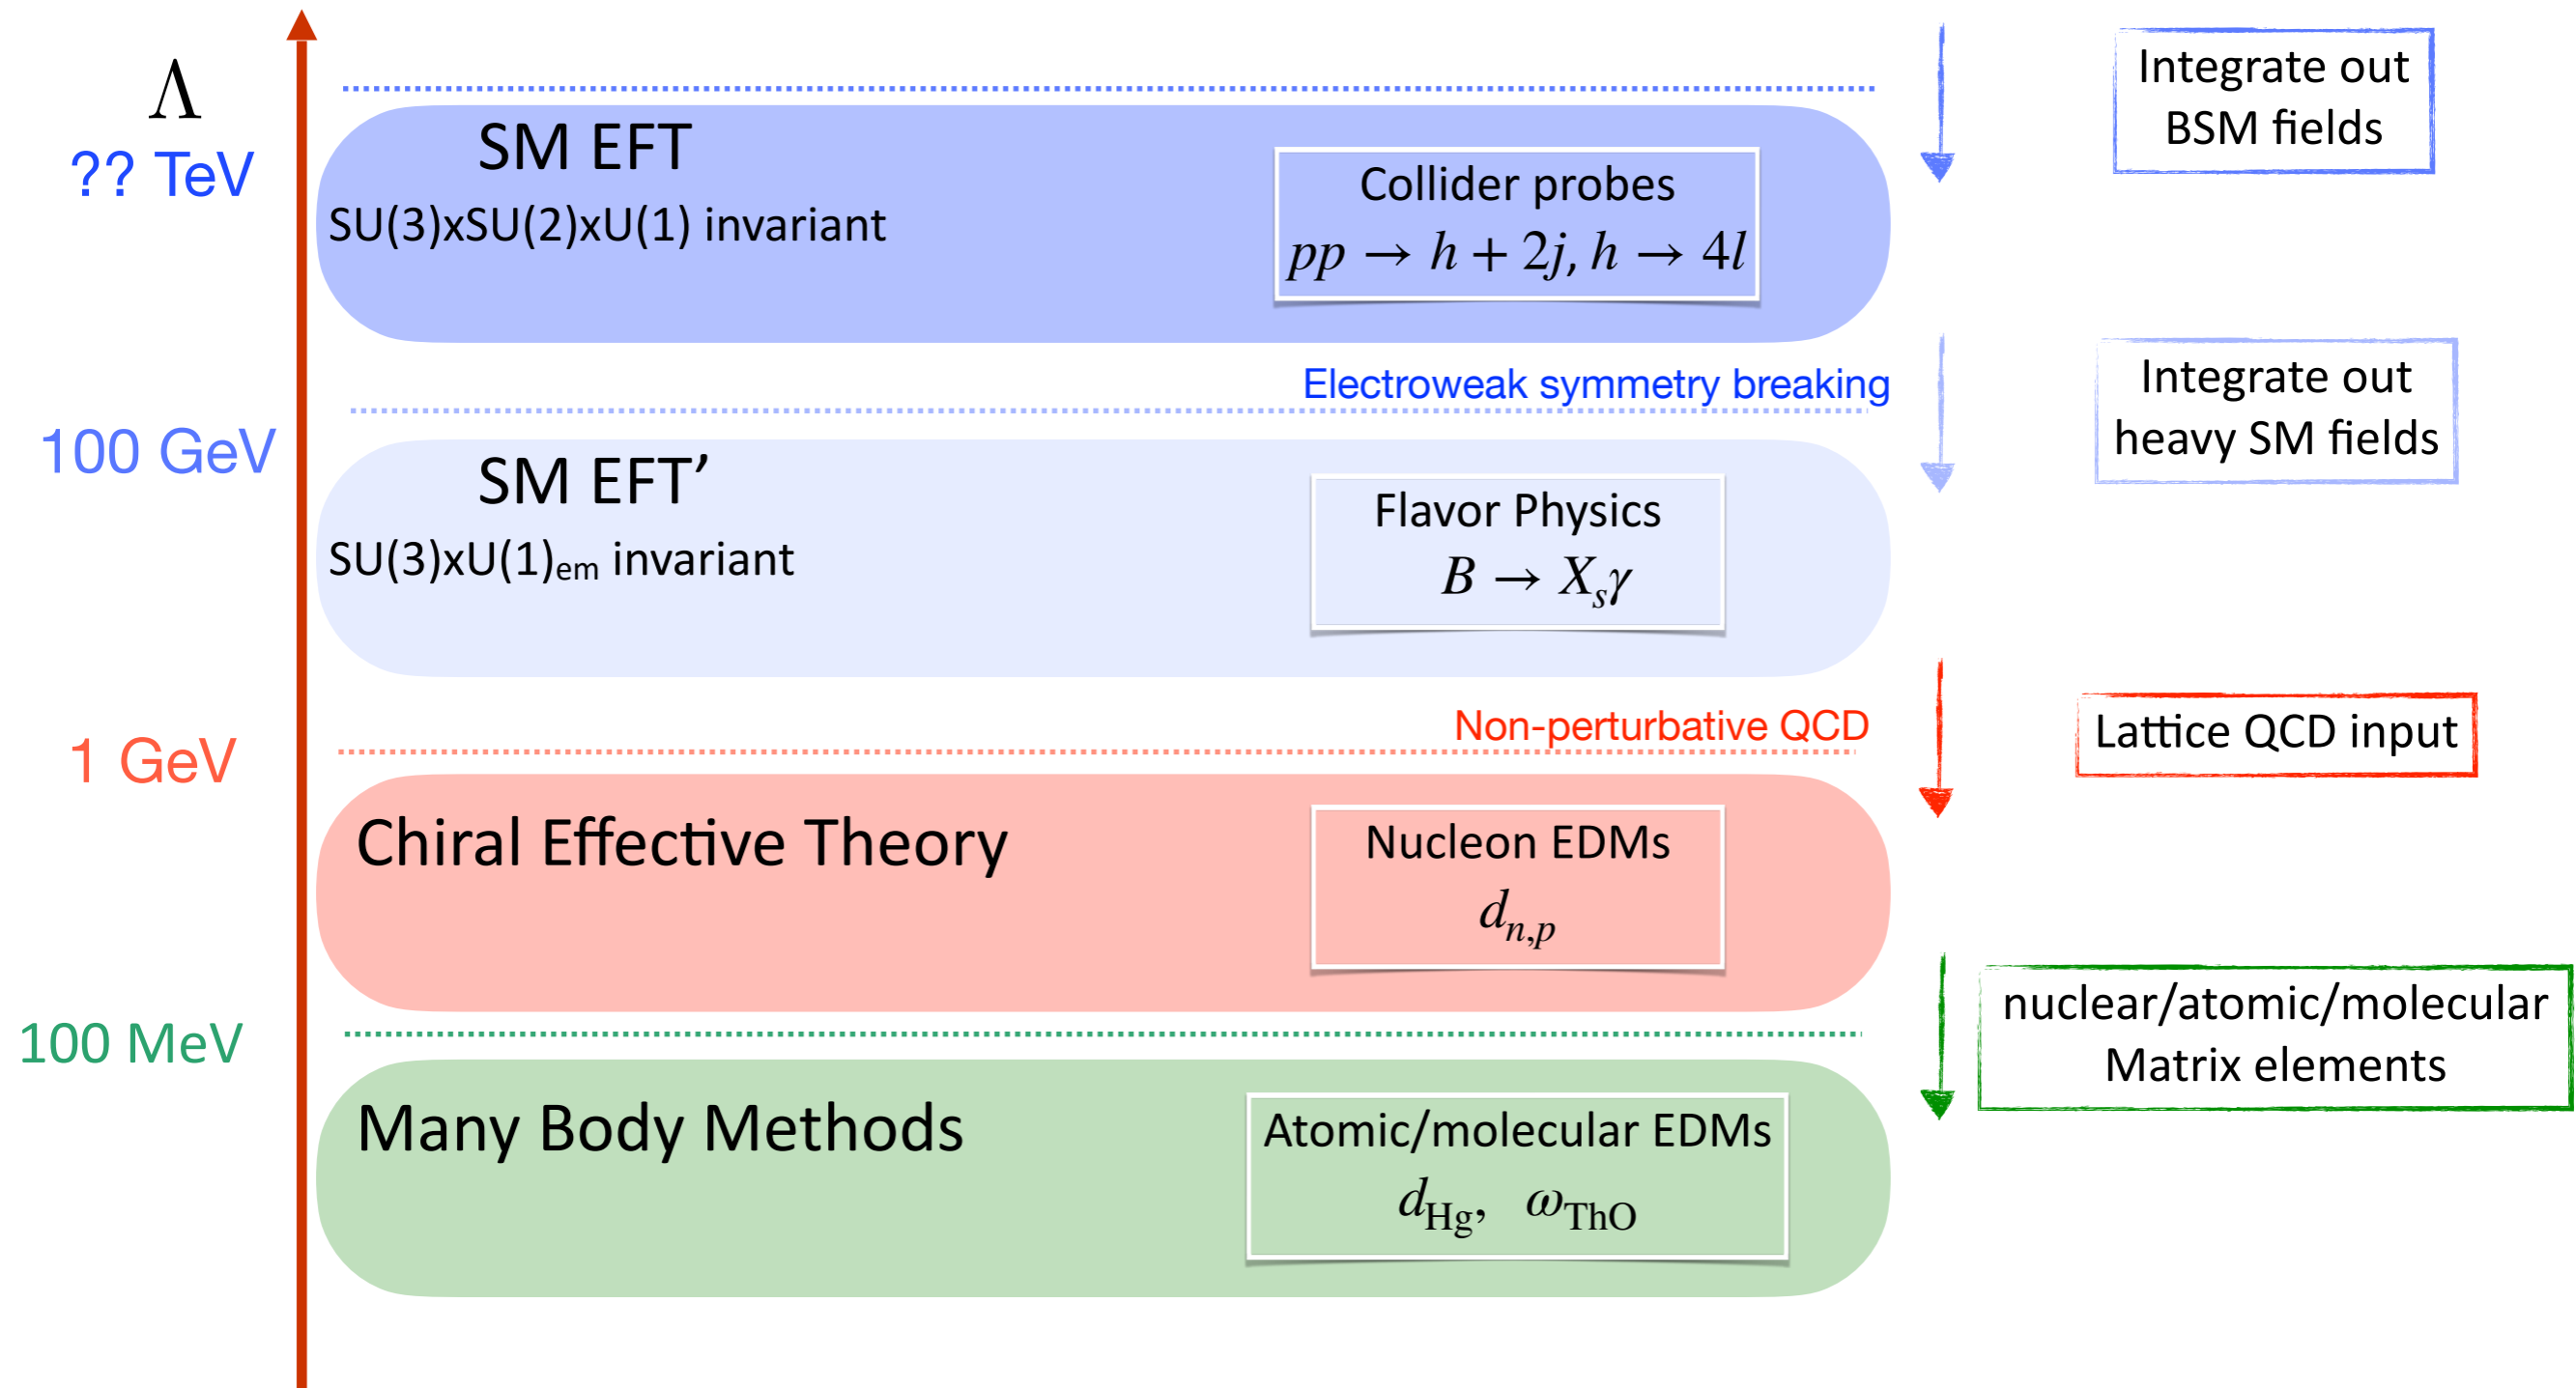 Λ
?? TeV
SM EFT
SU(3)xSU(2)xU(1) invariant
Collider probes
pp → h + 2j, h → 4l
Integrate out
BSM fields
Electroweak symmetry breaking
100 GeV
SM EFT’
SU(3)xU(1)em invariant
Flavor Physics
B → Xsγ
Integrate out
heavy SM fields
Non-perturbative QCD
1 GeV
Chiral Effective Theory
Nucleon EDMs
dn,p
Lattice QCD input
100 MeV
Many Body Methods
Atomic/molecular EDMs
dHg, ωThO
nuclear/atomic/molecular
Matrix elements